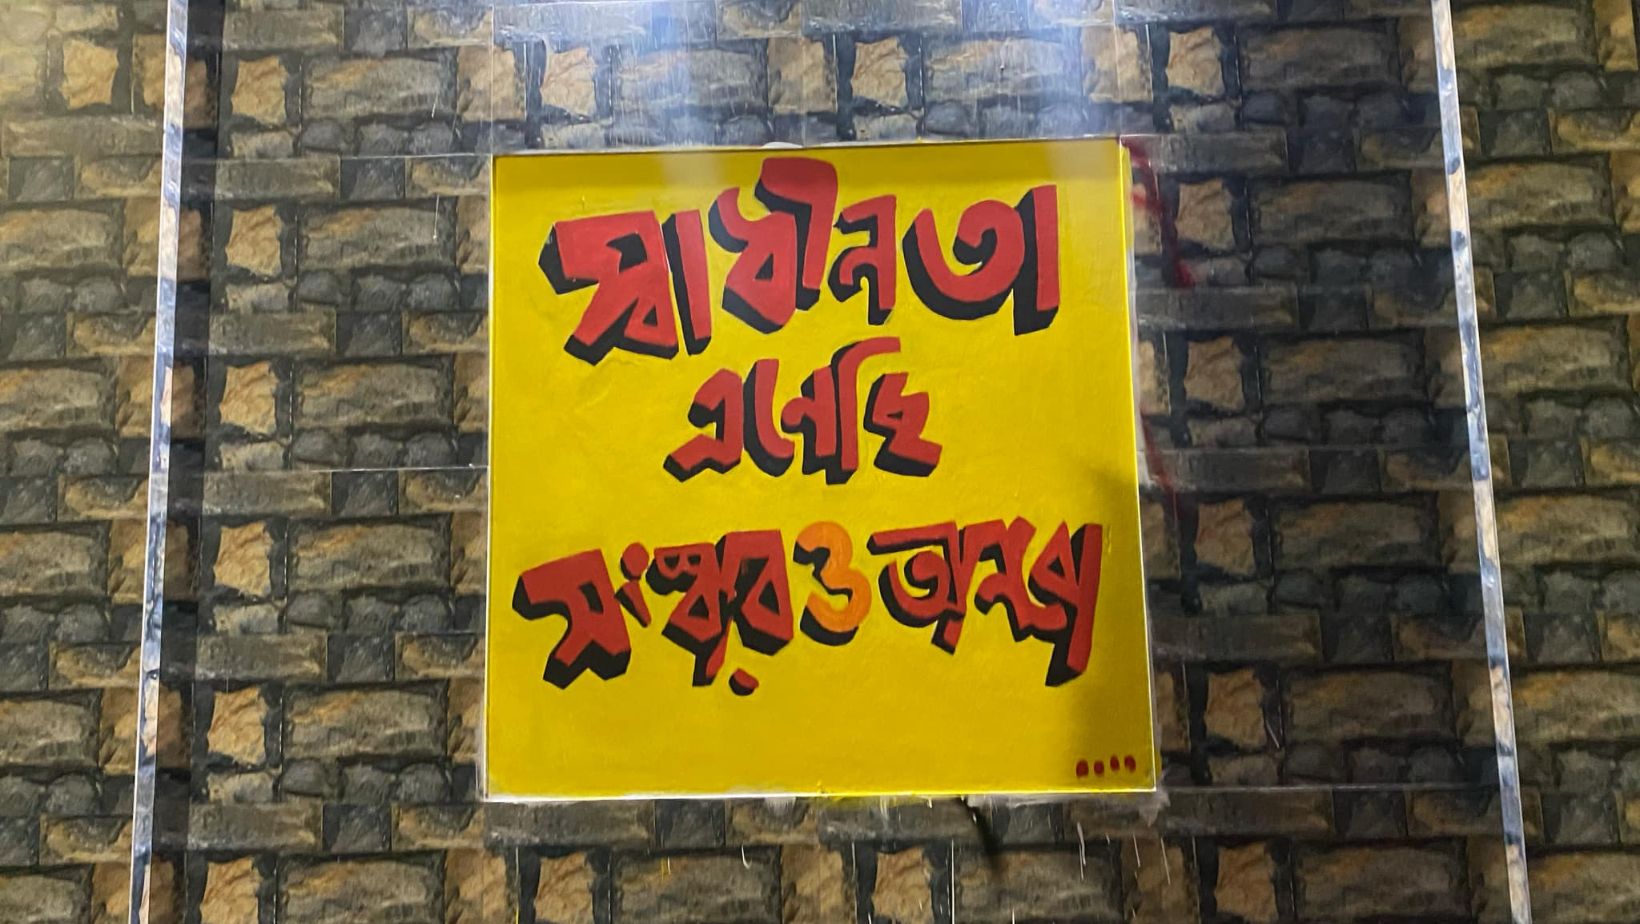 স্বাধীনতা
এনেছি
সংস্কার ও আনবো
....